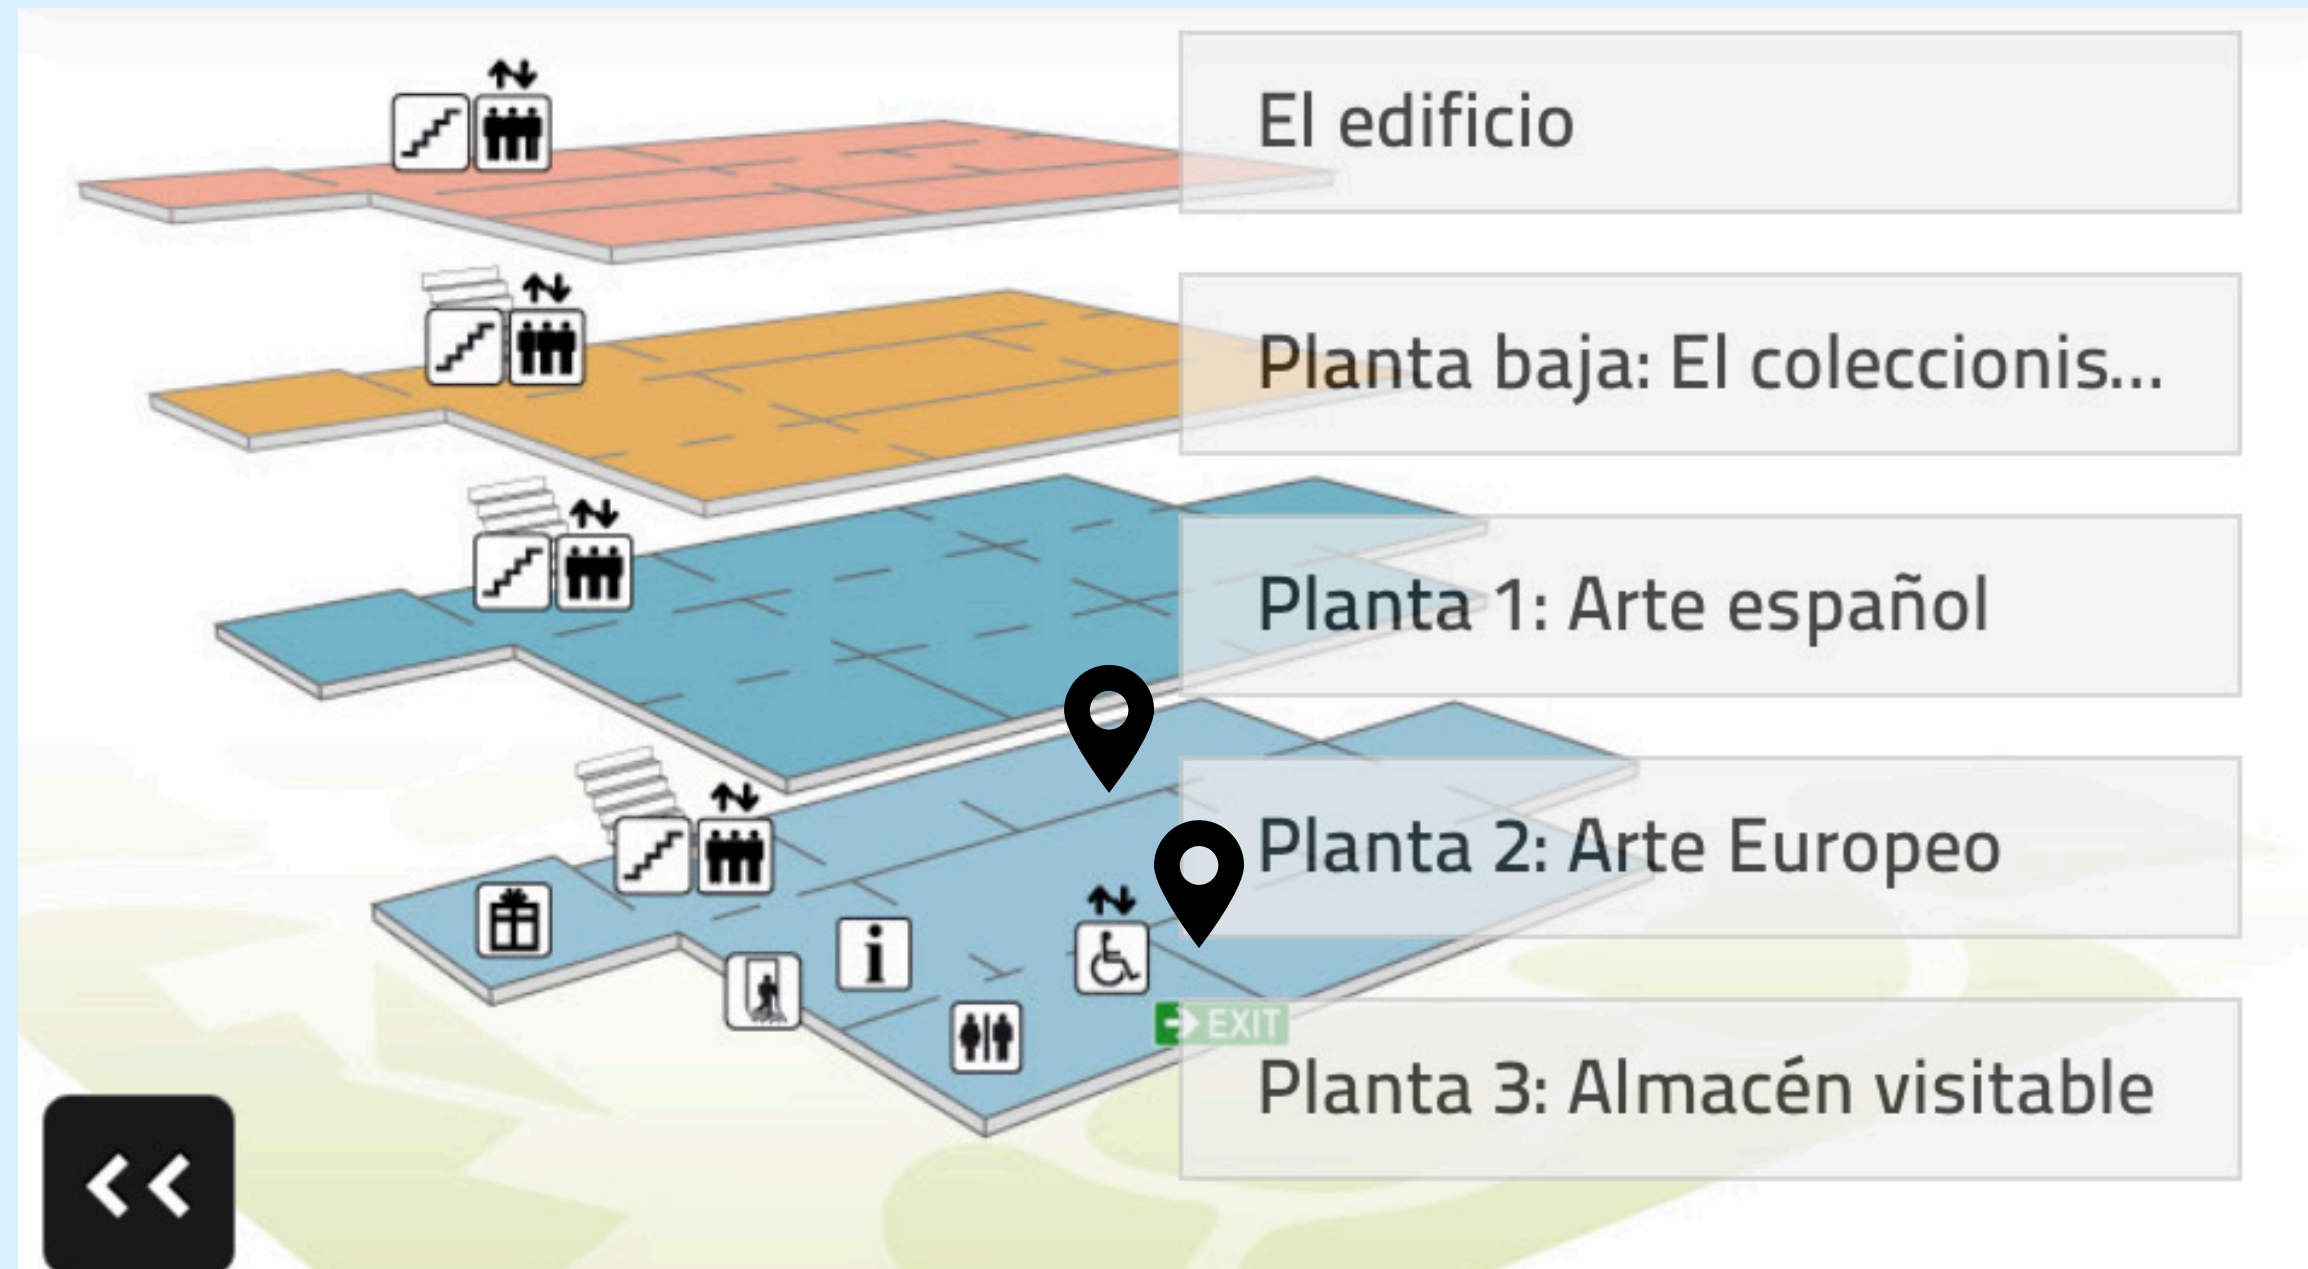 El edificio
Planta baja: El coleccionis...
Planta 1: Arte español
Planta 2: Arte Europeo
i
EXIT
Planta 3: Almacén visitable